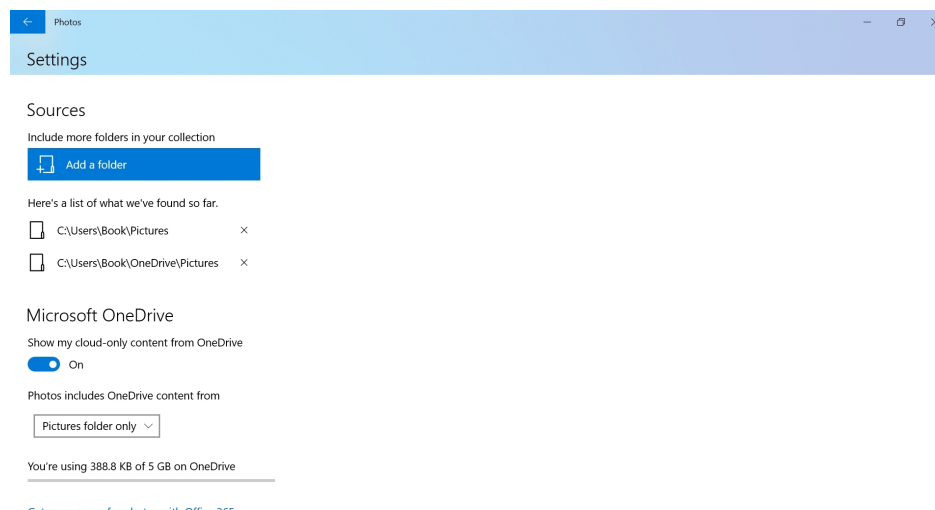 Photos
Settings
Sources
Include more folders in your collection
Add a folder
Here's a list of what we've found so far.
C:\Users\Book\Pictures
C:\Users\Book\OneDrive\Pictures
Microsoft OneDrive
Show my cloud-only content from OneDrive
On
Photos includes OneDrive content from
Pictures folder only
You're using 388.8 KB of 5 GB on OneDrive